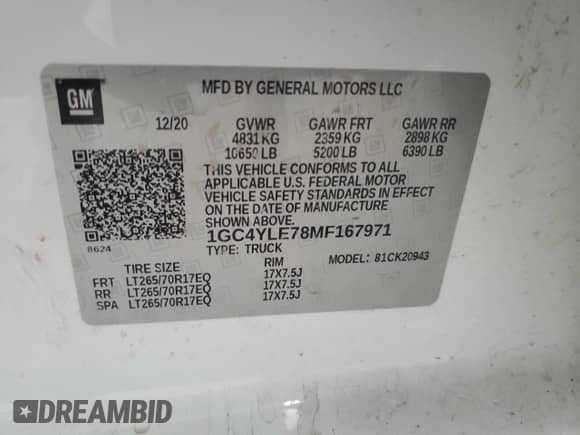 GM
MFD BY GENERAL MOTORS LLC
12/20 GVWR GAWR FRT GAWR RR
4831 KG 2359 KG 2898 KG
10650 LB 5200 LB 6390 LB
THIS VEHICLE CONFORMS TO ALL
APPLICABLE U.S. FEDERAL MOTOR
VEHICLE SAFETY STANDARDS IN EFFECT
ON THE DATE OF MANUFACTURE
SHOWN ABOVE.
8624
1GC4YLE78MF167971
TYPE: TRUCK
MODEL: 81CK20943
TIRE SIZE RIM
FRT LT265/70R17EQ 17X7.5J
RR LT265/70R17EQ 17X7.5J
SPA LT265/70R17EQ 17X7.5J
DREAMBID